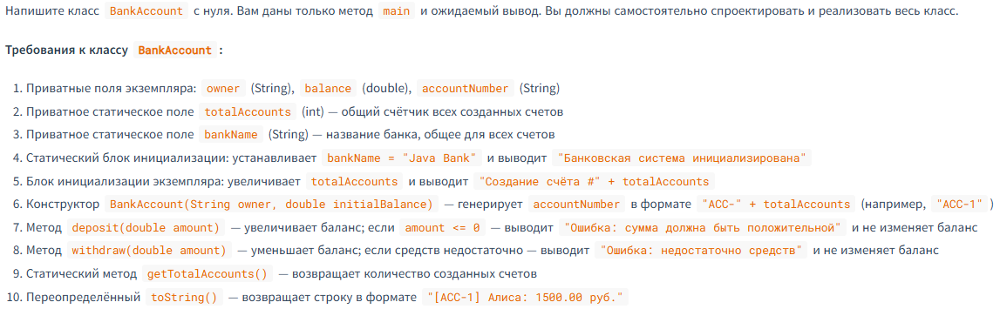 Напишите класс BankAccount с нуля. Вам даны только метод main и ожидаемый вывод. Вы должны самостоятельно спроектировать и реализовать весь класс.
Требования к классу BankAccount :
1. Приватные поля экземпляра: owner (String), balance (double), accountNumber (String)
2. Приватное статическое поле totalAccounts (int) — общий счётчик всех созданных счетов
3. Приватное статическое поле bankName (String) — название банка, общее для всех счетов
4. Статический блок инициализации: устанавливает bankName = "Java Bank" и выводит "Банковская система инициализирована"
5. Блок инициализации экземпляра: увеличивает totalAccounts и выводит "Создание счёта #" + totalAccounts
6. Конструктор BankAccount(String owner, double initialBalance) — генерирует accountNumber в формате "ACC-" + totalAccounts (например, "ACC-1" )
7. Метод deposit(double amount) — увеличивает баланс; если amount <= 0 — выводит "Ошибка: сумма должна быть положительной" и не изменяет баланс
8. Метод withdraw(double amount) — уменьшает баланс; если средств недостаточно — выводит "Ошибка: недостаточно средств" и не изменяет баланс
9. Статический метод getTotalAccounts() — возвращает количество созданных счетов
10. Переопределённый toString() — возвращает строку в формате "[ACC-1] Алиса: 1500.00 руб."